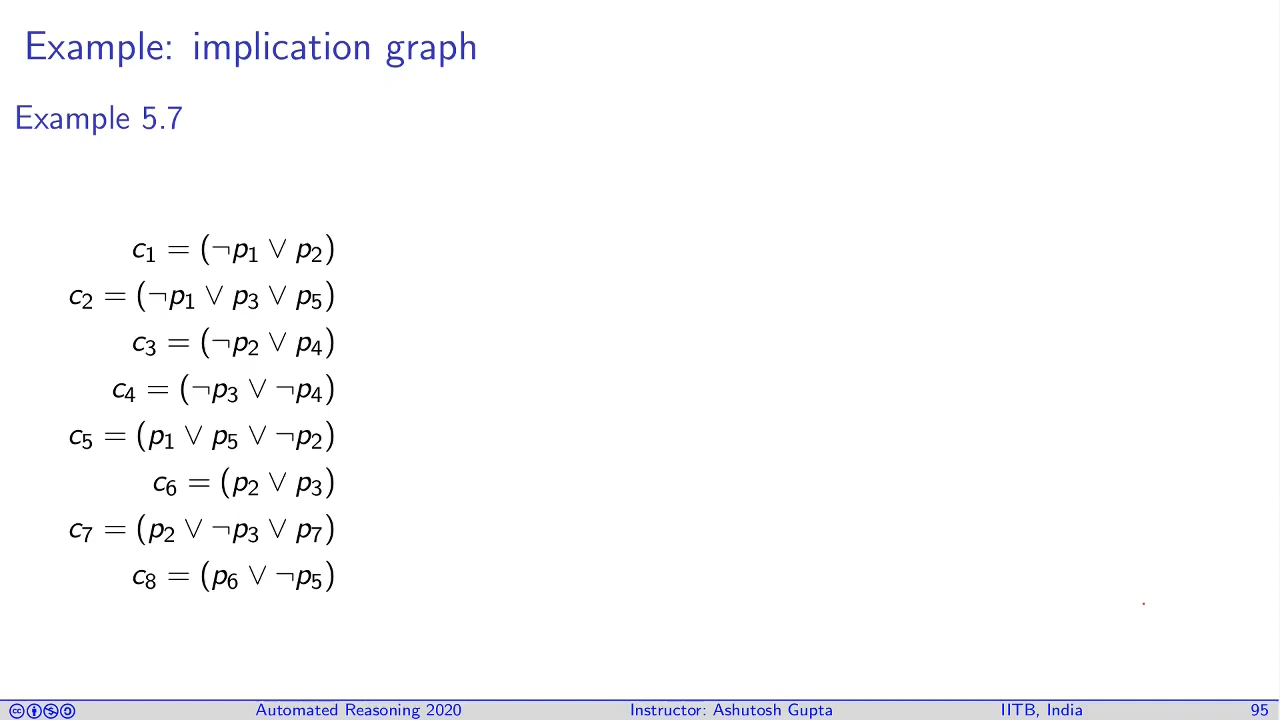 Example: implication graph
Example 5.7
c₁ = (¬p₁ ∨ p₂)
c₂ = (¬p₁ ∨ p₃ ∨ p₅)
c₃ = (¬p₂ ∨ p₄)
c₄ = (¬p₃ ∨ ¬p₄)
c₅ = (p₁ ∨ p₅ ∨ ¬p₂)
c₆ = (p₂ ∨ p₃)
c₇ = (p₂ ∨ ¬p₃ ∨ p₇)
c₈ = (p₆ ∨ ¬p₅)
Automated Reasoning 2020 Instructor: Ashutosh Gupta IITB, India 95